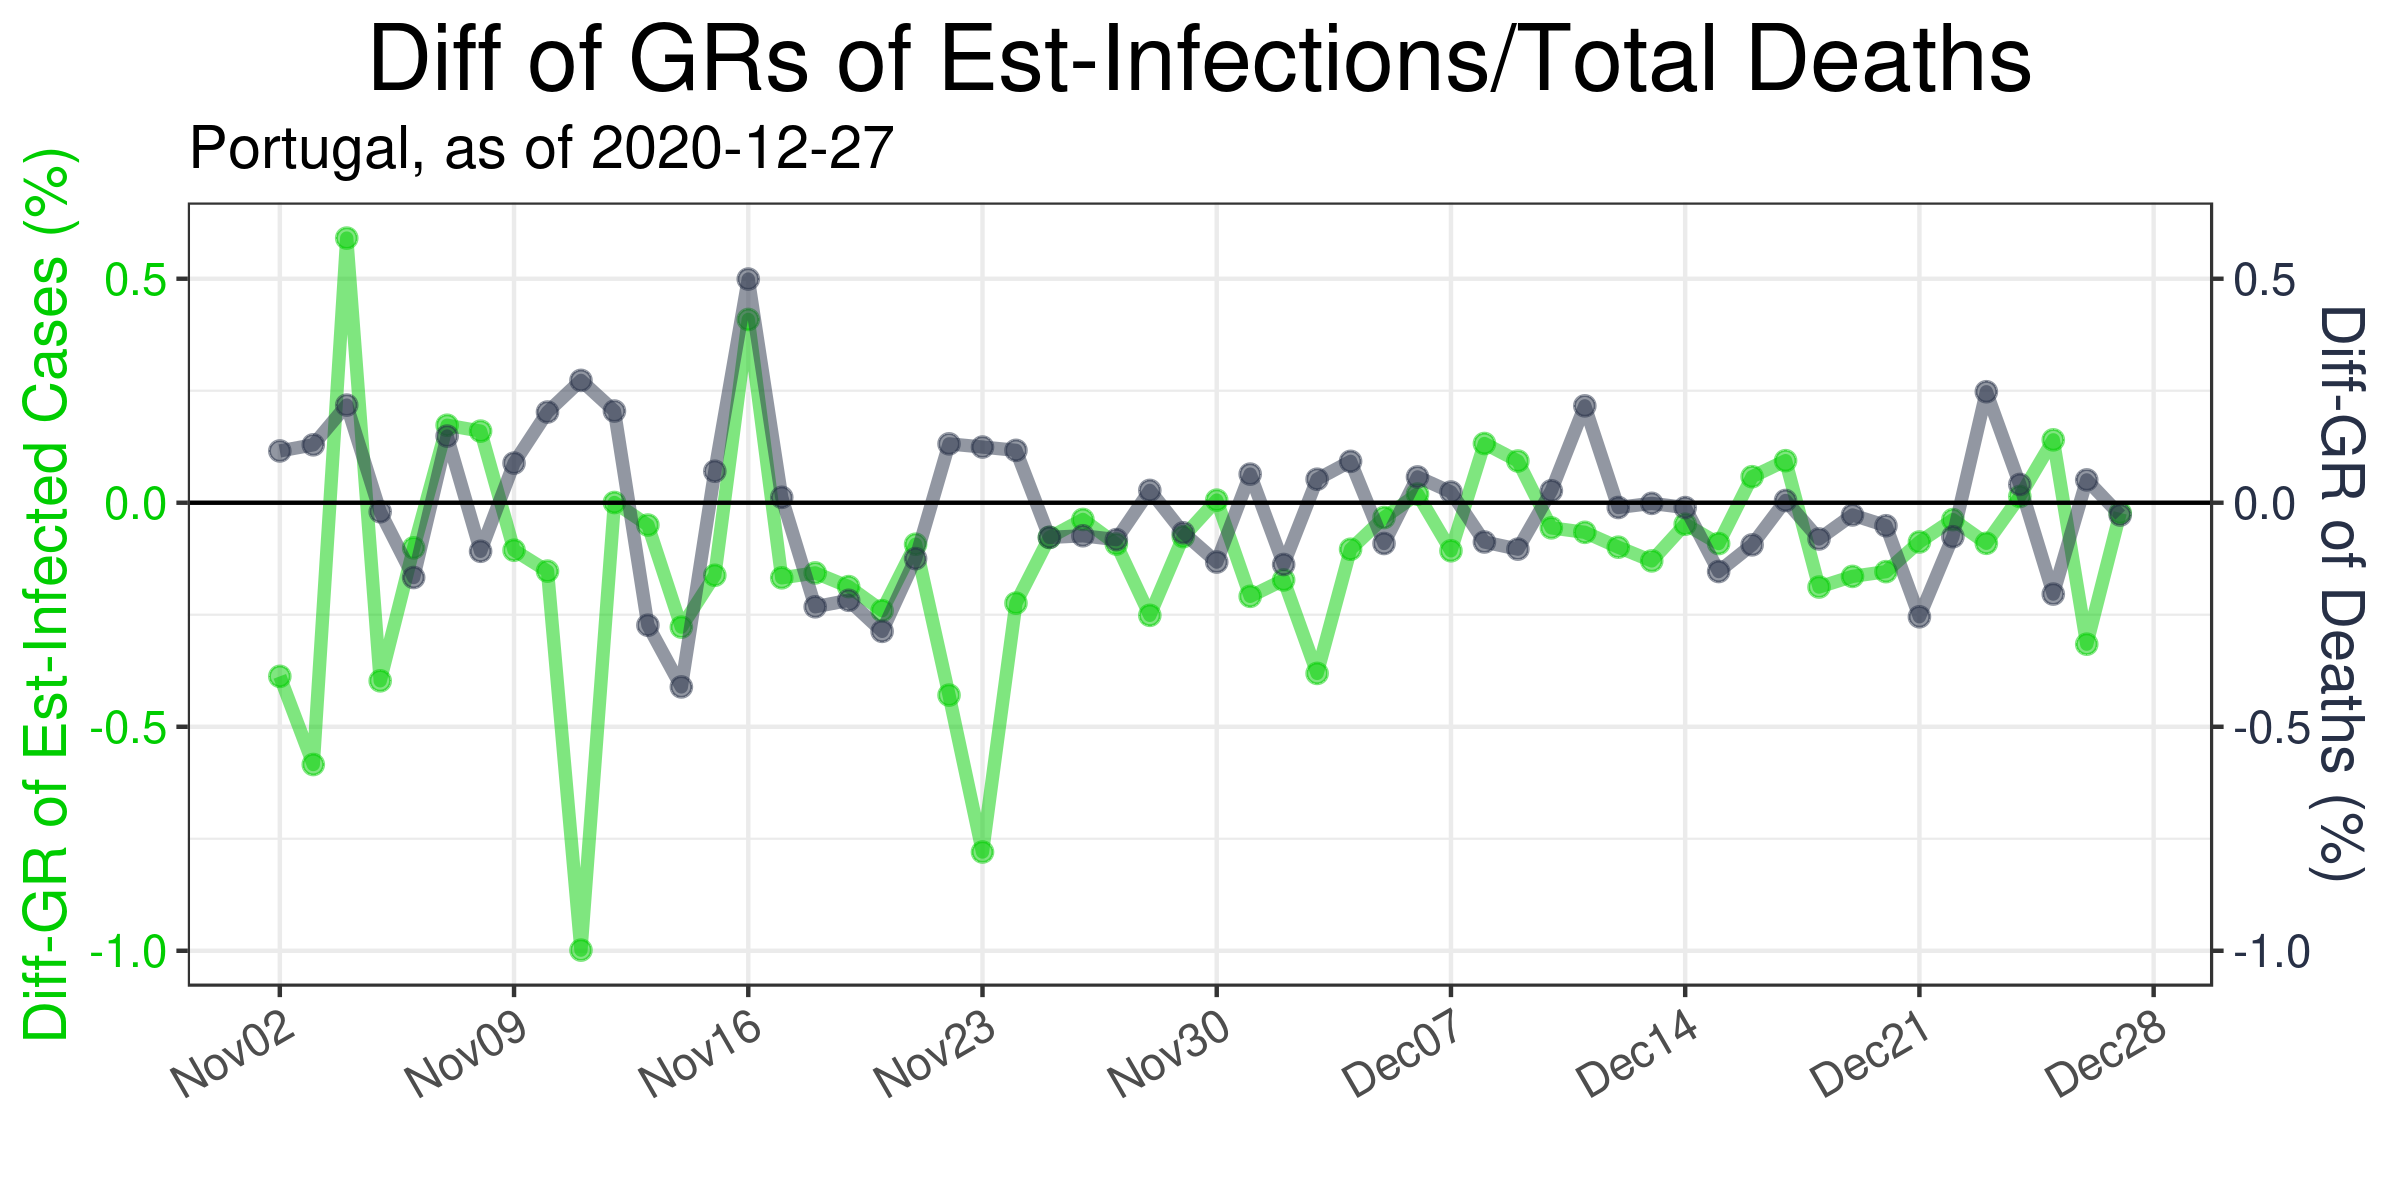 Diff of GRs of Est-Infections/Total Deaths
Portugal, as of 2020-12-27
Diff-GR of Est-Infected Cases (%)
0.5
0.0
-0.5
-1.0
0.5
0.0
-0.5
-1.0
Diff-GR of Deaths (%)
Nov02
Nov09
Nov16
Nov23
Nov30
Dec07
Dec14
Dec21
Dec28